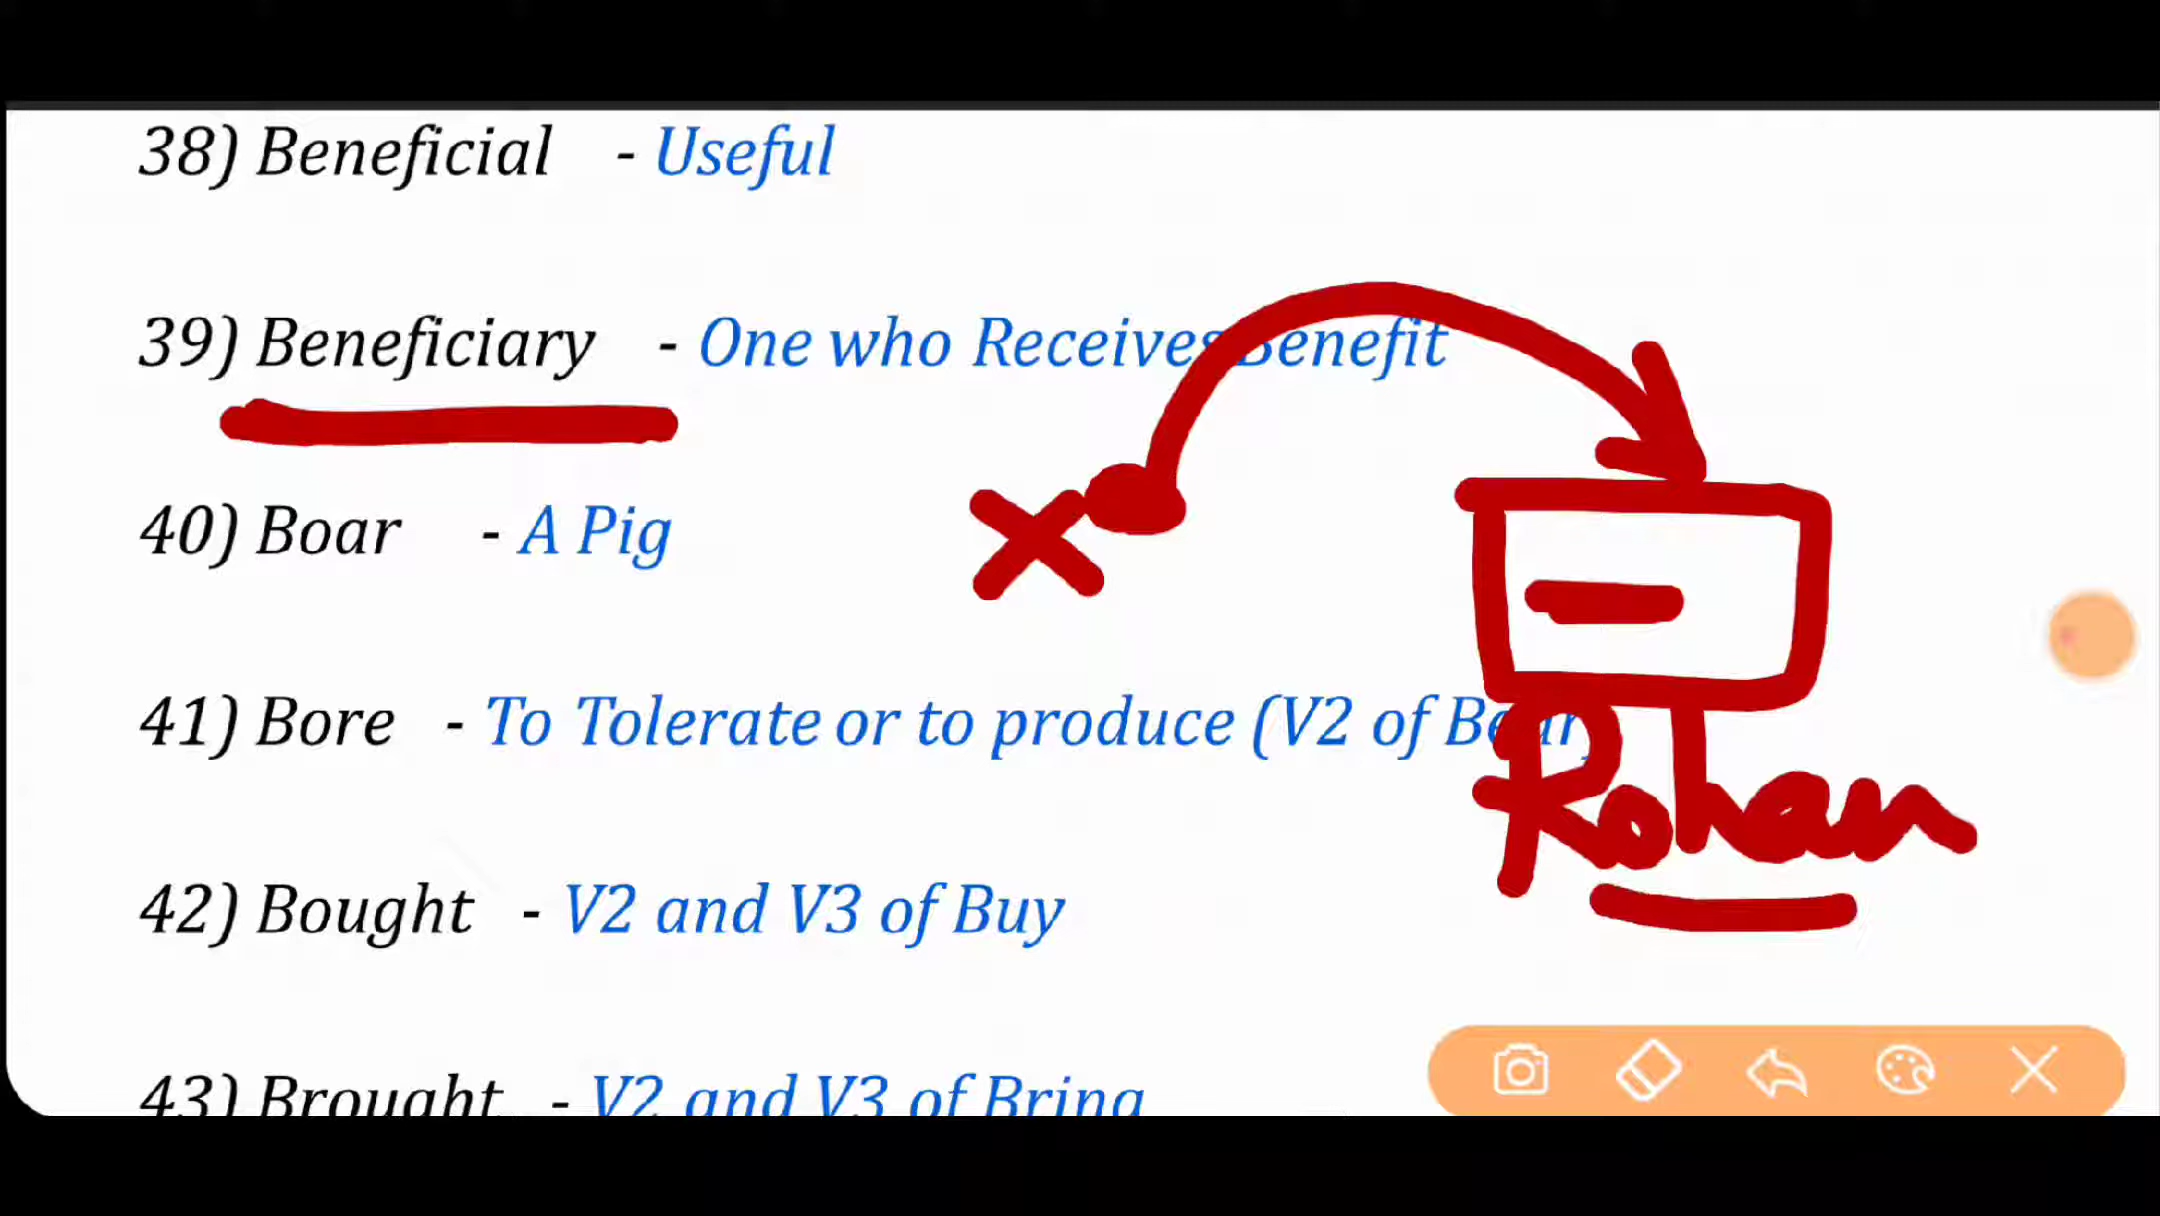 38) Beneficial - Useful
39) Beneficiary - One who Receives Benefit
40) Boar - A Pig
41) Bore - To Tolerate or to produce (V2 of Bear)
Rohan
42) Bought - V2 and V3 of Buy
43) Brought - V2 and V3 of Bring